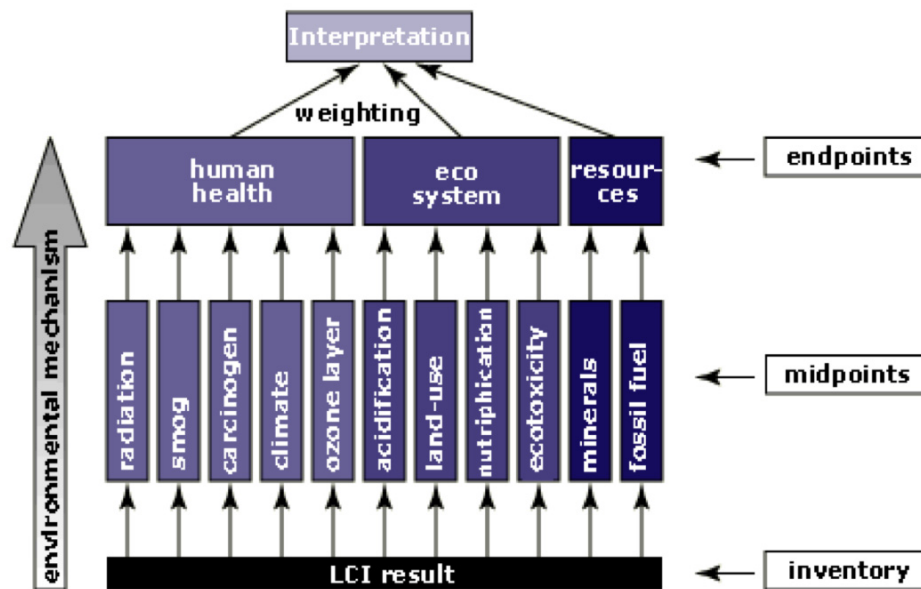 Interpretation
weighting
human
health
eco
system
resour-
ces
endpoints
environmental mechanism
radiation
smog
carcinogen
climate
ozone layer
acidification
land-use
nutriphication
ecotoxicity
minerals
fossil fuel
midpoints
LCI result
inventory